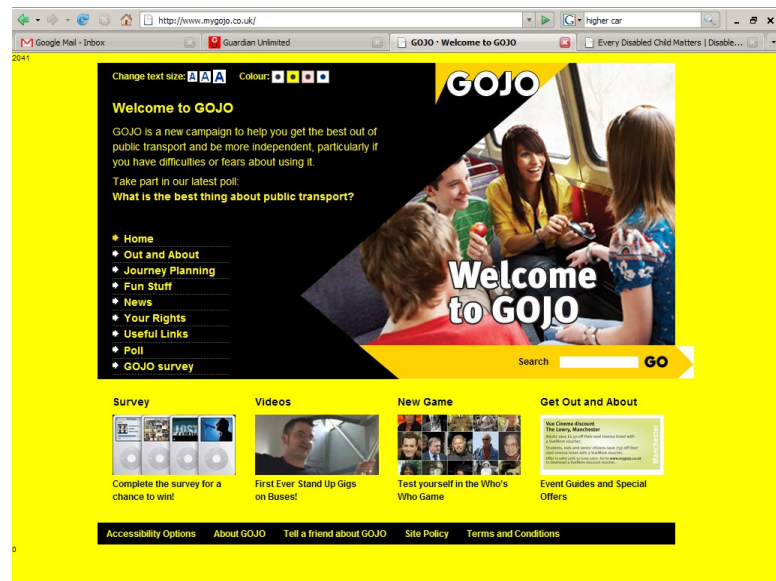 http://www.mygojo.co.uk/
higher car
Google Mail - Inbox
Guardian Unlimited
GOJO · Welcome to GOJO
Every Disabled Child Matters | Disable...
2041
Change text size: A A A Colour:
GOJO
Welcome to GOJO
GOJO is a new campaign to help you get the best out of
public transport and be more independent, particularly if
you have difficulties or fears about using it.
Take part in our latest poll:
What is the best thing about public transport?
Home
Out and About
Journey Planning
Fun Stuff
News
Your Rights
Useful Links
Poll
GOJO survey
Welcome
to GOJO
Search GO
Survey
Videos
New Game
Get Out and About
LOST
Vue Cinema discount
The Lowry, Manchester
Manchester
Complete the survey for a
chance to win!
First Ever Stand Up Gigs
on Buses!
Test yourself in the Who's
Who Game
Event Guides and Special
Offers
Accessibility Options About GOJO Tell a friend about GOJO Site Policy Terms and Conditions
0